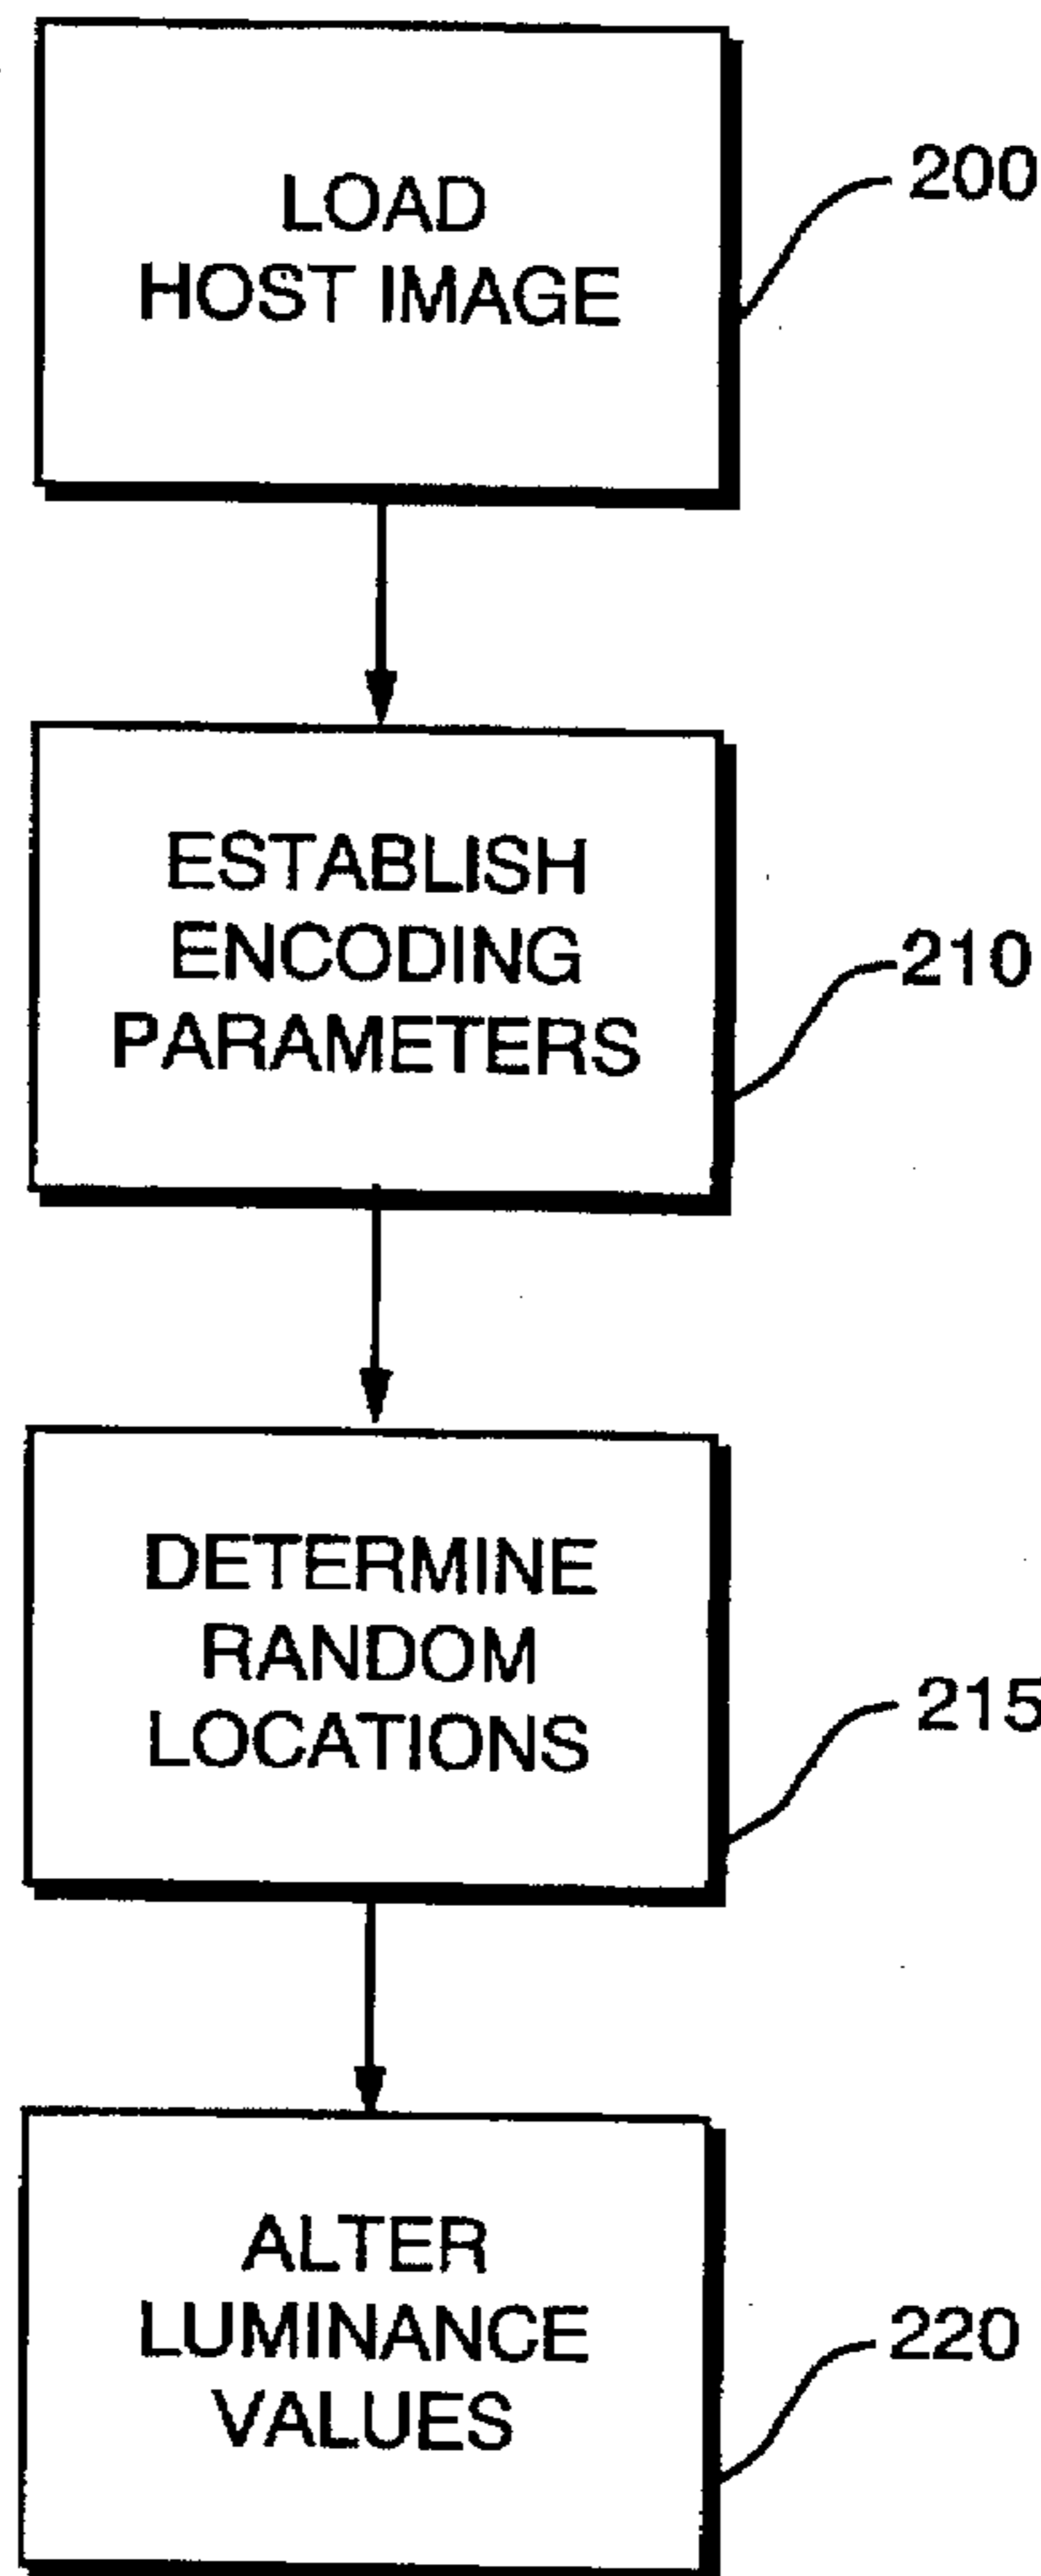 LOAD
HOST IMAGE
200
ESTABLISH
ENCODING
PARAMETERS
210
DETERMINE
RANDOM
LOCATIONS
215
ALTER
LUMINANCE
VALUES
220